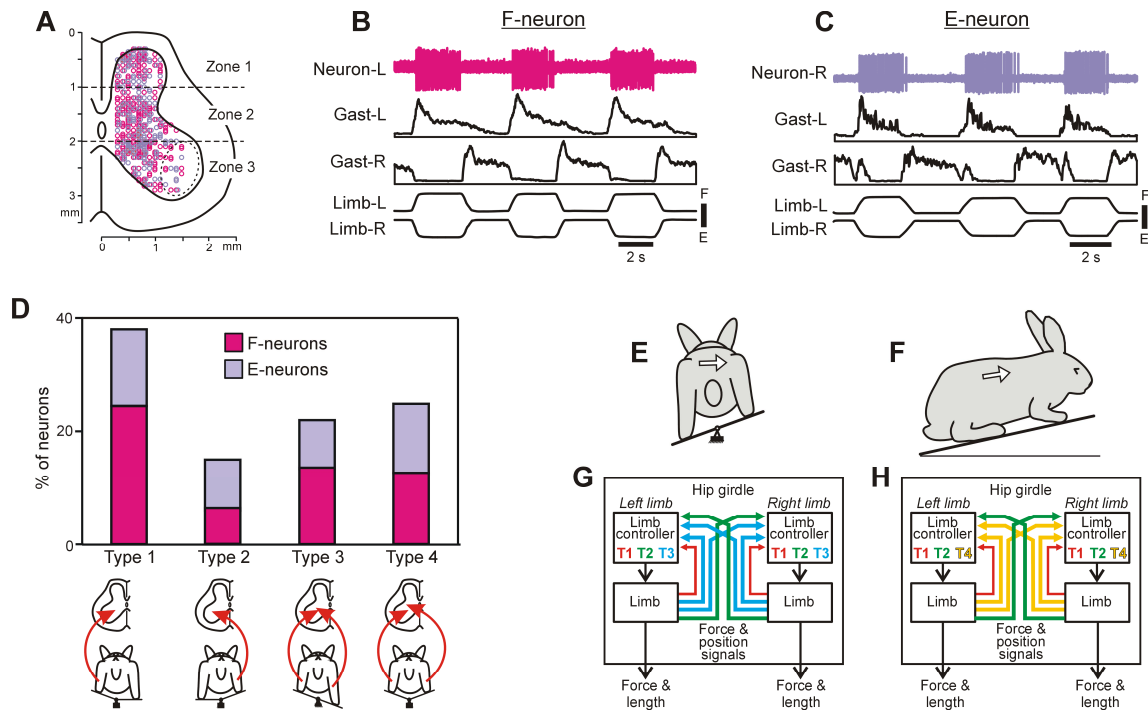 A
0
1
2
3
mm
Zone 1
Zone 2
Zone 3
0
1
2
mm
B
F-neuron
Neuron-L
Gast-L
Gast-R
Limb-L
Limb-R
F
E
2 s
C
E-neuron
Neuron-R
Gast-L
Gast-R
Limb-L
Limb-R
F
E
2 s
D
% of neurons
40
20
0
F-neurons
E-neurons
Type 1
Type 2
Type 3
Type 4
E
F
G
Hip girdle
Left limb
Right limb
Limb
controller
T1 T2 T3
Limb
controller
T1 T2 T3
Limb
Limb
Force &
position
signals
Force &
length
Force &
length
H
Hip girdle
Left limb
Right limb
Limb
controller
T1 T2 T4
Limb
controller
T1 T2 T4
Limb
Limb
Force &
position
signals
Force &
length
Force &
length